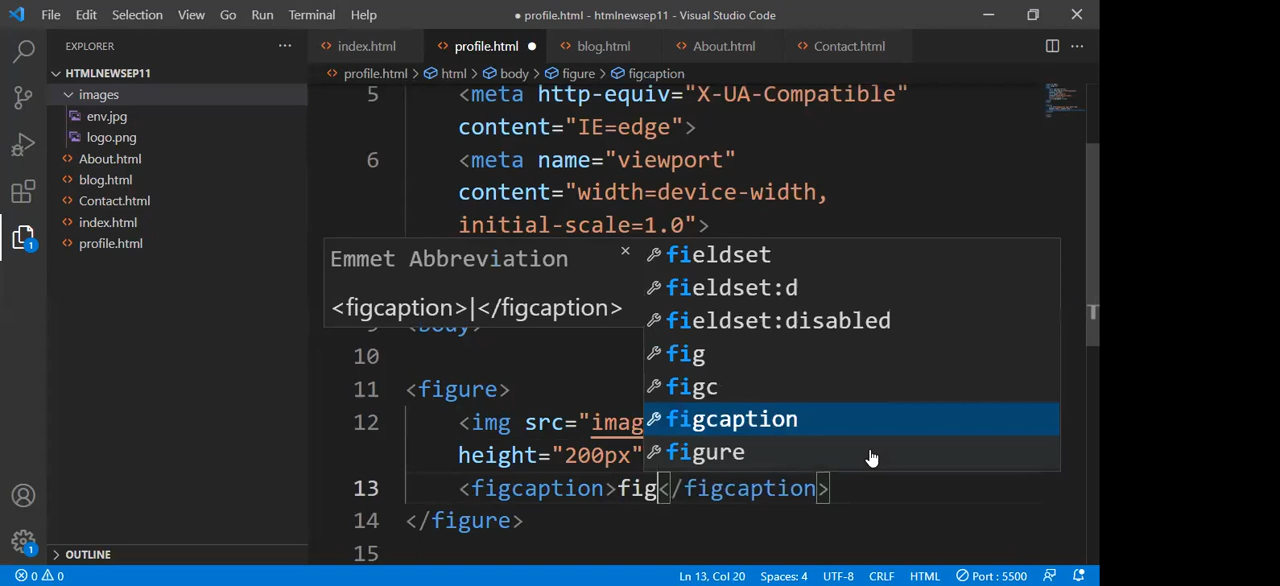 File Edit Selection View Go Run Terminal Help
● profile.html - htmlnewsep11 - Visual Studio Code
EXPLORER
HTMLNEWSEP11
images
env.jpg
logo.png
About.html
blog.html
Contact.html
index.html
profile.html
OUTLINE
index.html profile.html blog.html About.html Contact.html
profile.html > html > body > figure > figcaption
5 <meta http-equiv="X-UA-Compatible"
content="IE=edge">
6 <meta name="viewport"
content="width=device-width,
initial-scale=1.0">
Emmet Abbreviation
<figcaption>|</figcaption>
fieldset
fieldset:d
fieldset:disabled
fig
figc
figcaption
figure
9 <body>
10
11 <figure>
12 <img src="imag
height="200px"
13 <figcaption>fig</figcaption>
14 </figure>
15
1
1
0 0
Ln 13, Col 20 Spaces: 4 UTF-8 CRLF HTML Port : 5500